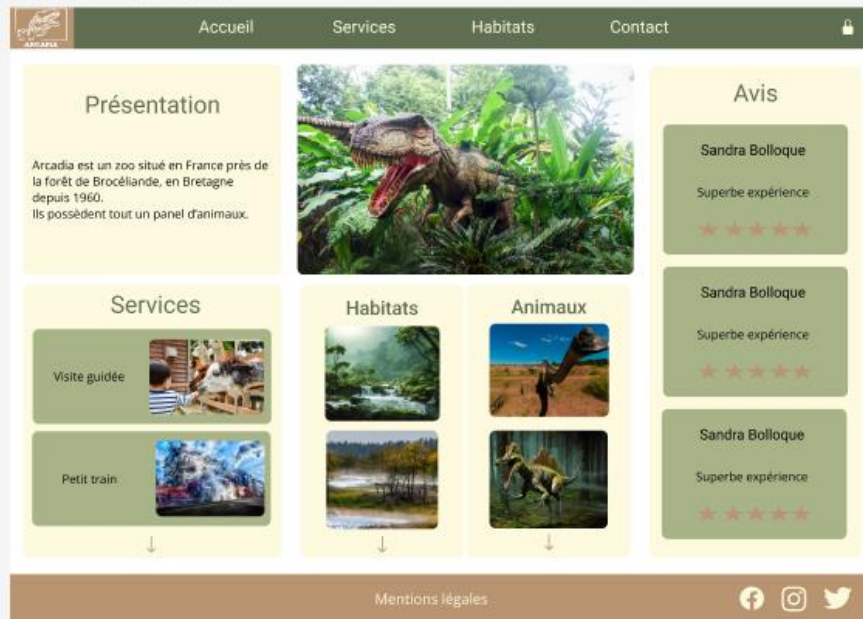 ARCADIA
Accueil
Services
Habitats
Contact
Présentation
Arcadia est un zoo situé en France près de
la forêt de Brocéliande, en Bretagne
depuis 1960.
Ils possèdent tout un panel d'animaux.
Avis
Sandra Bolloque
Superbe expérience
Sandra Bolloque
Superbe expérience
Sandra Bolloque
Superbe expérience
Services
Visite guidée
Petit train
Habitats
Animaux
Mentions légales